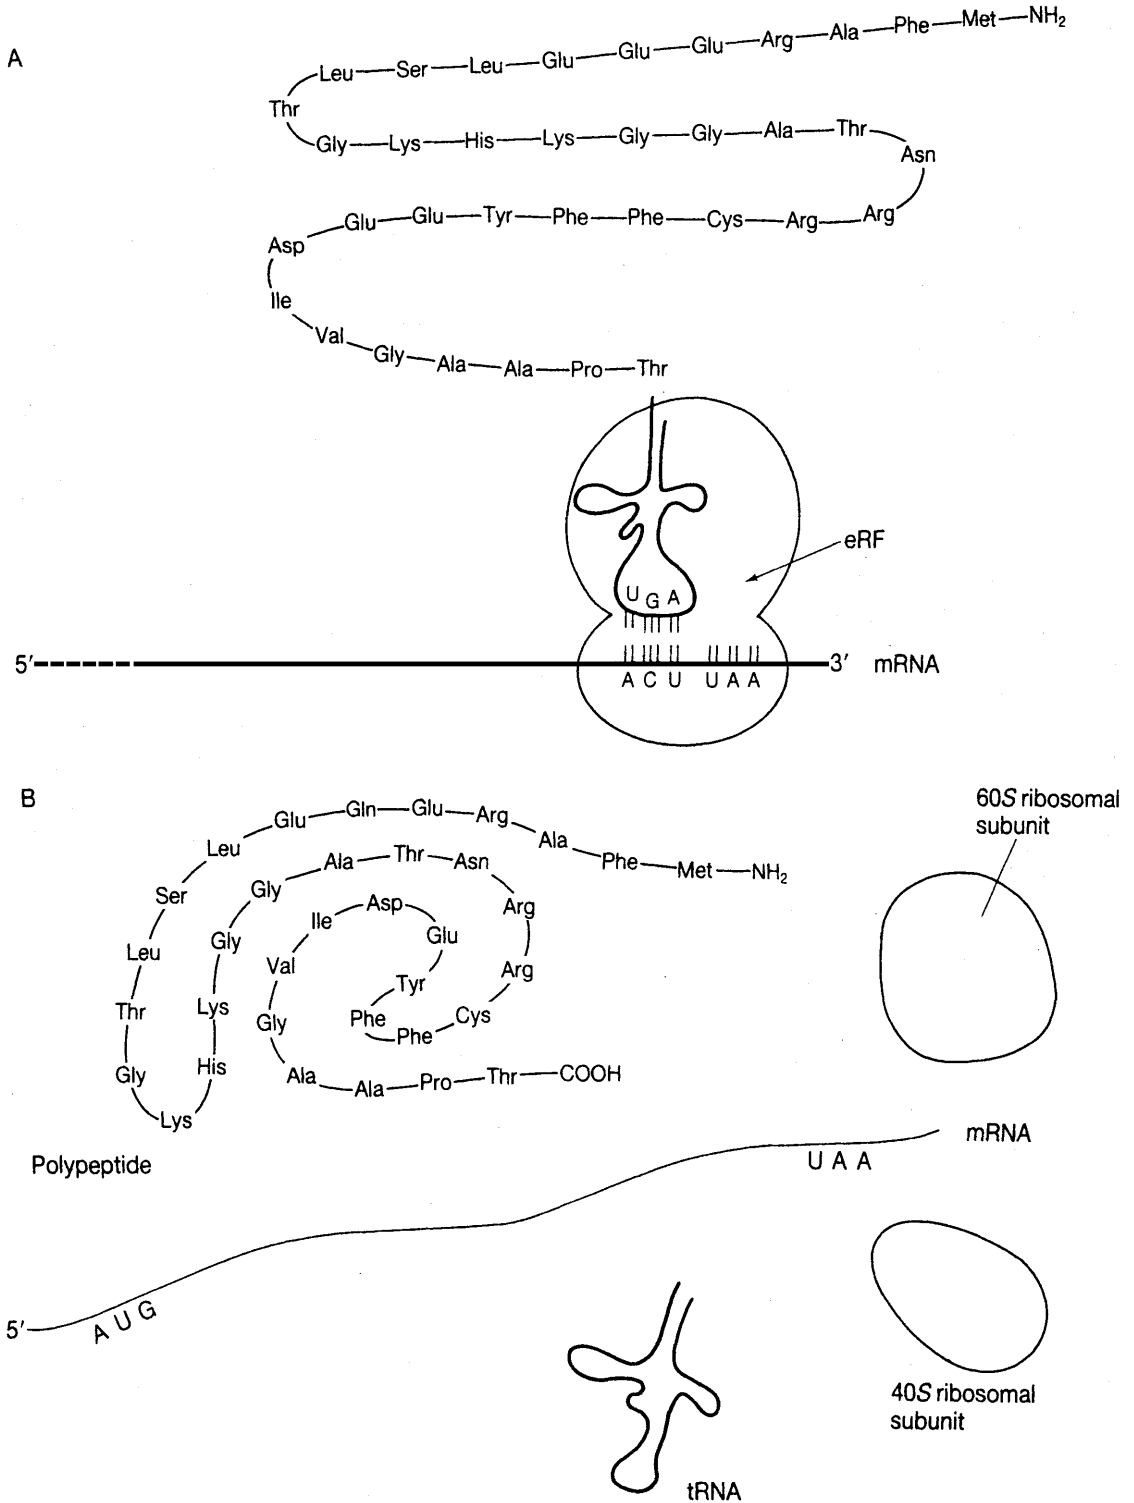 A
Leu—Ser—Leu—Glu—Glu—Glu—Arg—Ala—Phe—Met—NH₂
Thr
Gly—Lys—His—Lys—Gly—Gly—Ala—Thr
Asn
Glu—Glu—Tyr—Phe—Phe—Cys—Arg—Arg
Asp
Ile
Val—Gly—Ala—Ala—Pro—Thr
eRF
U G A
5′ 3′ mRNA
A C U U A A
B
60S ribosomal
subunit
Leu—Glu—Gln—Glu—Arg—Ala—Phe—Met—NH₂
Ser
Leu
Thr
Gly
Lys
His
Lys
Gly
Gly
Ala—Thr—Asn
Arg
Arg
Cys
Phe
Phe
Tyr
Glu
Asp
Ile
Val
Gly
Ala—Ala—Pro—Thr—COOH
Polypeptide
mRNA
U A A
5′
A U G
40S ribosomal
subunit
tRNA